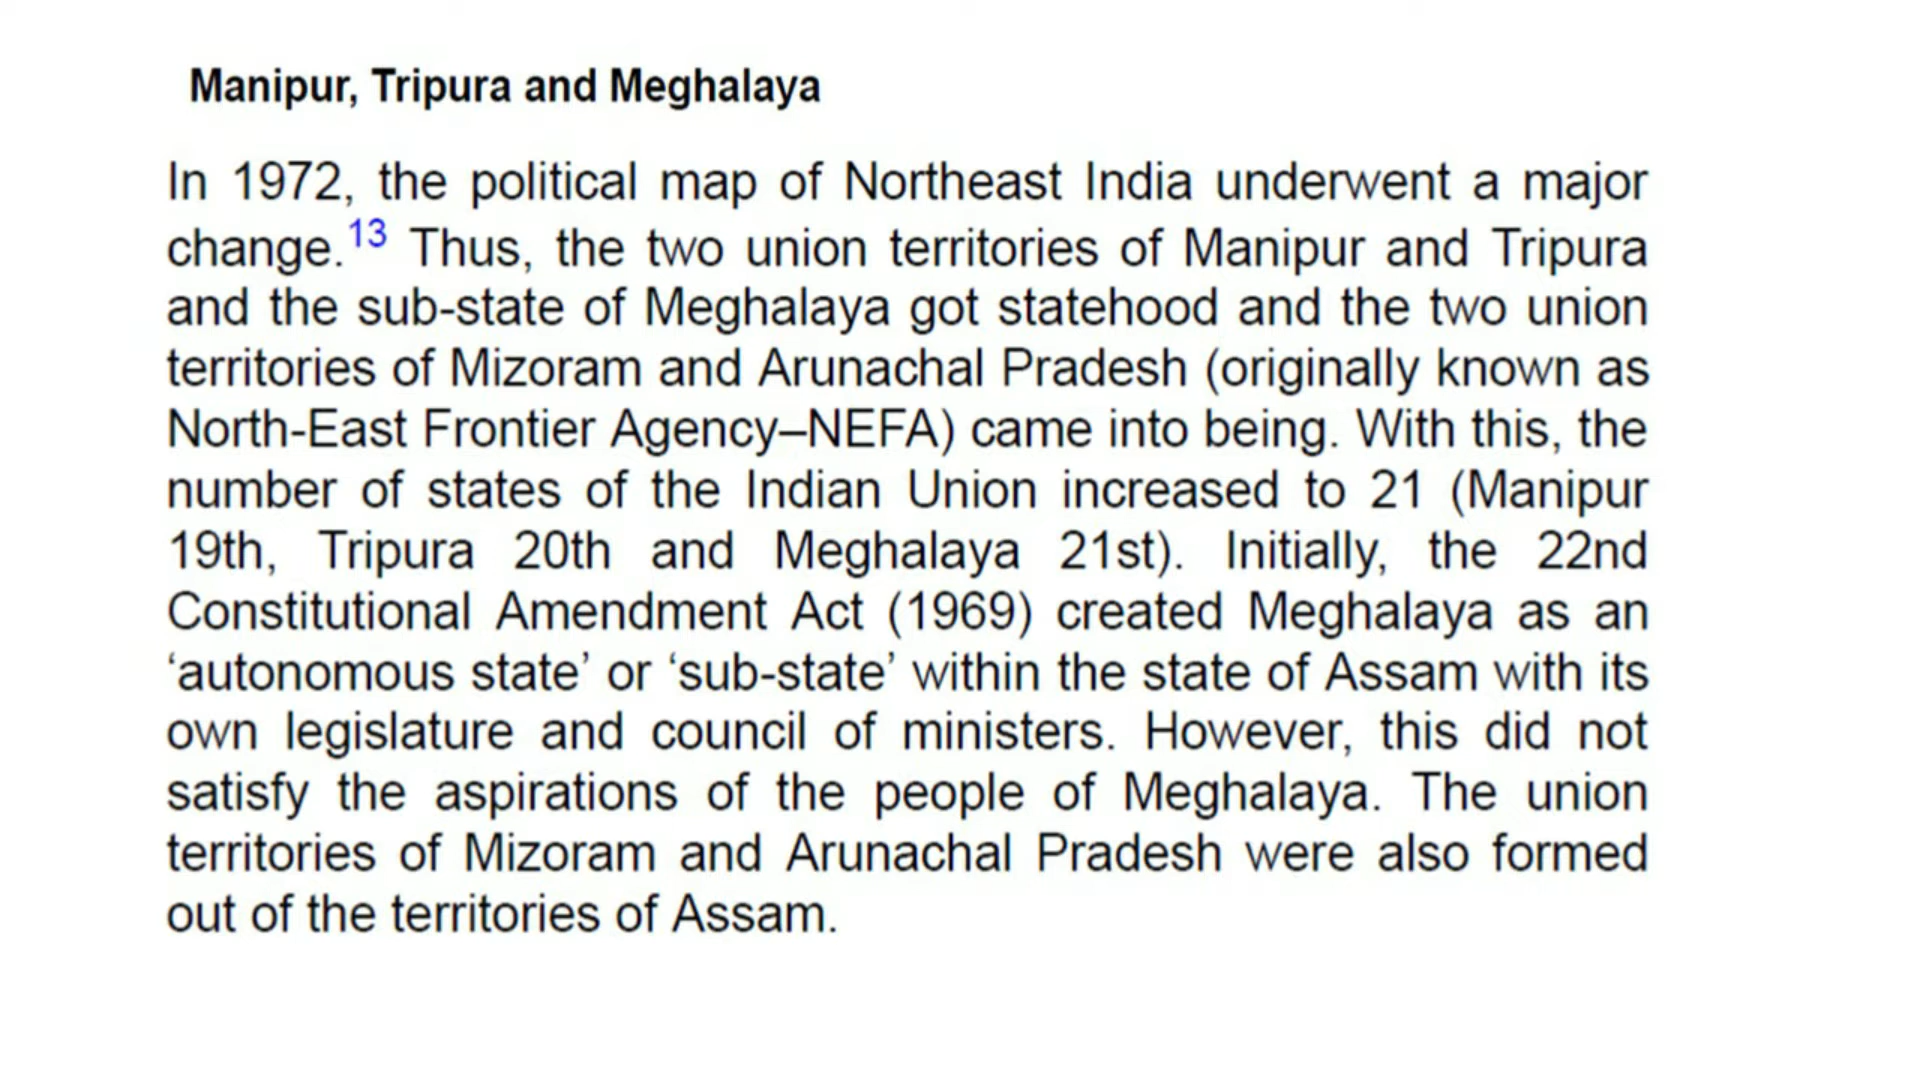 Manipur, Tripura and Meghalaya
In 1972, the political map of Northeast India underwent a major
change.13 Thus, the two union territories of Manipur and Tripura
and the sub-state of Meghalaya got statehood and the two union
territories of Mizoram and Arunachal Pradesh (originally known as
North-East Frontier Agency–NEFA) came into being. With this, the
number of states of the Indian Union increased to 21 (Manipur
19th, Tripura 20th and Meghalaya 21st). Initially, the 22nd
Constitutional Amendment Act (1969) created Meghalaya as an
‘autonomous state’ or ‘sub-state’ within the state of Assam with its
own legislature and council of ministers. However, this did not
satisfy the aspirations of the people of Meghalaya. The union
territories of Mizoram and Arunachal Pradesh were also formed
out of the territories of Assam.